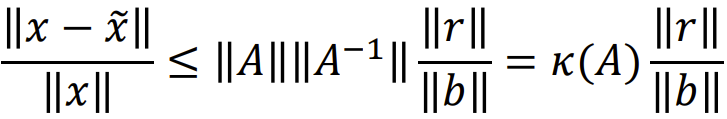 ‖x − x̃‖ / ‖x‖ ≤ ‖A‖‖A⁻¹‖ ‖r‖ / ‖b‖ = κ(A) ‖r‖ / ‖b‖